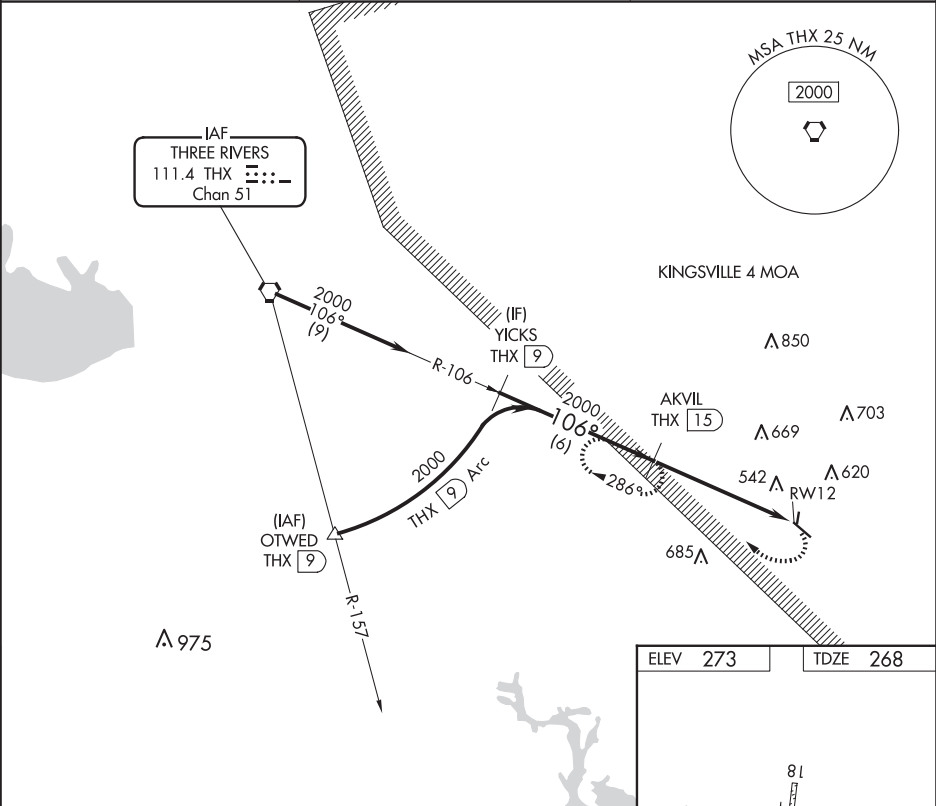 MSA THX 25 NM
2000
IAF
THREE RIVERS
111.4 THX
Chan 51
KINGSVILLE 4 MOA
2000
106°
(9)
R-106
(IF)
YICKS
THX 9
850
2000
106°
(6)
AKVIL
THX 15
703
669
542
620
RW12
286°
2000
THX 9 Arc
(IAF)
OTWED
THX 9
685
R-157
975
ELEV 273
TDZE 268
18